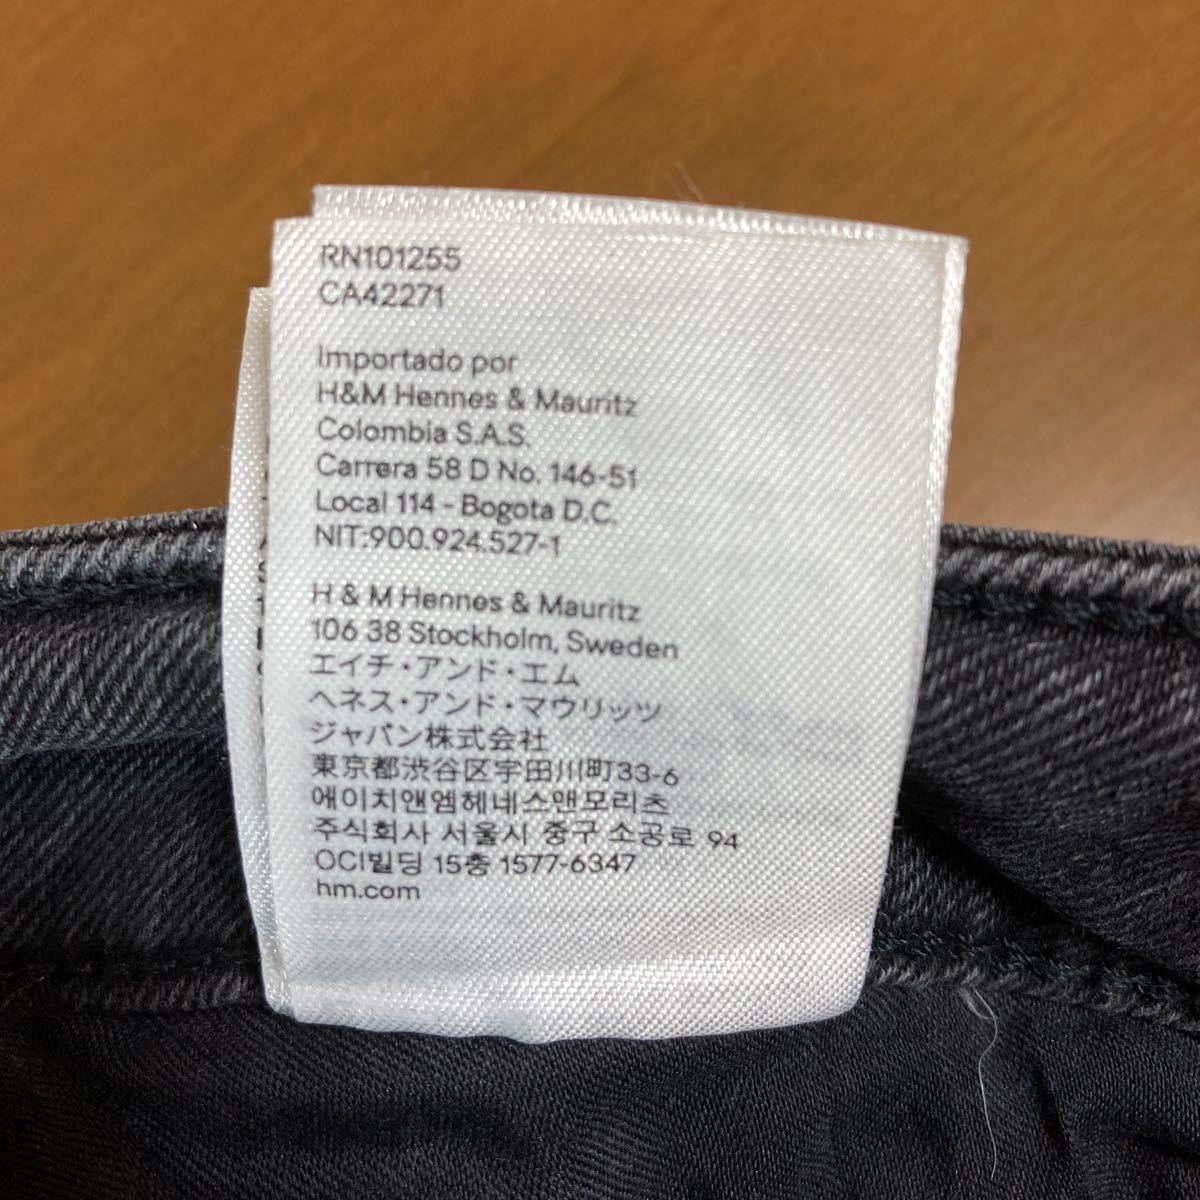 RN101255
CA42271
Importado por
H&M Hennes & Mauritz
Colombia S.A.S.
Carrera 58 D No. 146-51
Local 114 - Bogota D.C.
NIT:900.924.527-1
H & M Hennes & Mauritz
106 38 Stockholm, Sweden
エイチ・アンド・エム
ヘネス・アンド・マウリッツ
ジャパン株式会社
東京都渋谷区宇田川町33-6
에이치앤엠헤네스앤모리츠
주식회사 서울시 중구 소공로 94
OCI빌딩 15층 1577-6347
hm.com